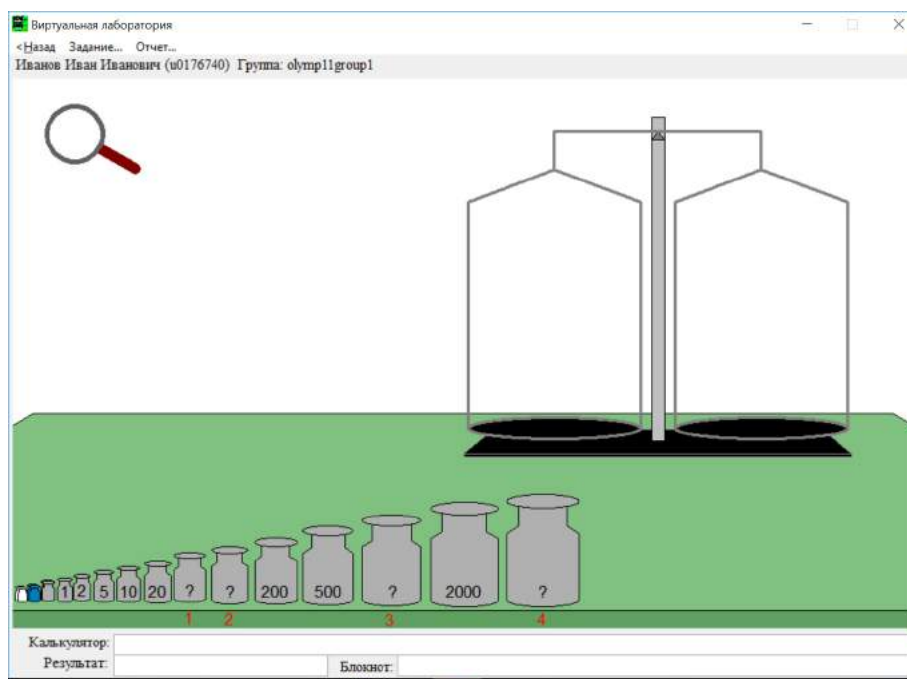 Виртуальная лаборатория
<Назад Задание... Отчет...
Иванов Иван Иванович (u0176740) Группа: olymp11group1
1 2 5 10 20 ? ? 200 500 ? 2000 ?
1 2 3 4
Калькулятор:
Результат: Блокнот: